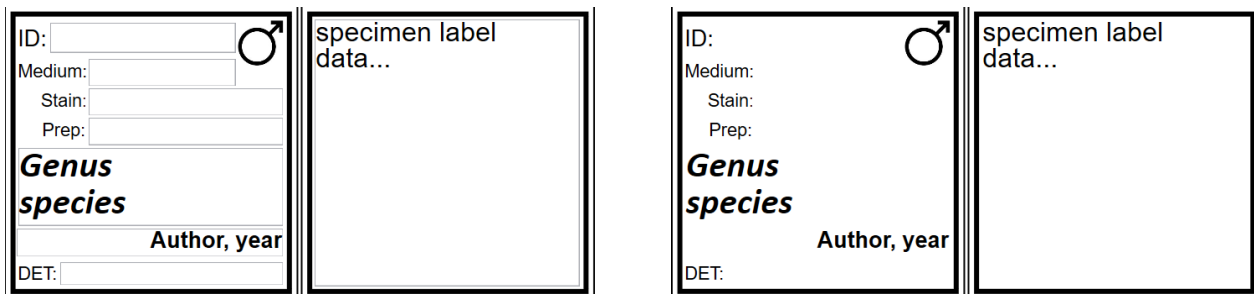 ID:
Medium:
Stain:
Prep:
Genus
species
Author, year
DET:
specimen label
data...
ID:
Medium:
Stain:
Prep:
Genus
species
Author, year
DET:
specimen label
data...